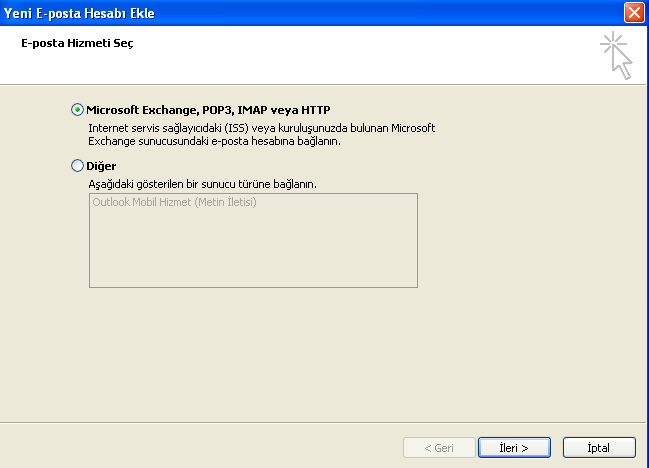 Yeni E-posta Hesabı Ekle
E-posta Hizmeti Seç
Microsoft Exchange, POP3, IMAP veya HTTP
Internet servis sağlayıcıdaki (ISS) veya kuruluşunuzda bulunan Microsoft
Exchange sunucusundaki e-posta hesabına bağlanın.
Diğer
Aşağıdaki gösterilen bir sunucu türüne bağlanın.
Outlook Mobil Hizmet (Metin İletisi)
< Geri
İleri >
İptal